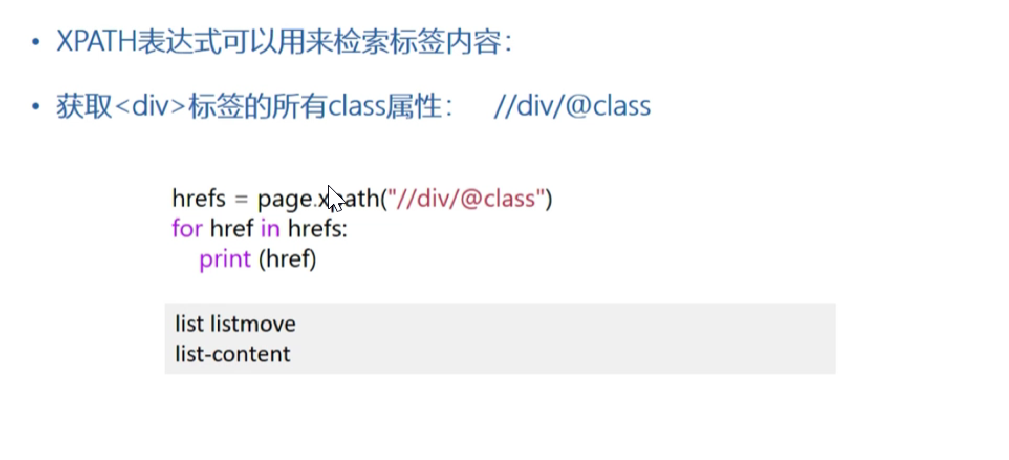 • XPATH表达式可以用来检索标签内容：
• 获取<div>标签的所有class属性： //div/@class
hrefs = page.xpath("//div/@class")
for href in hrefs:
print (href)
list listmove
list-content